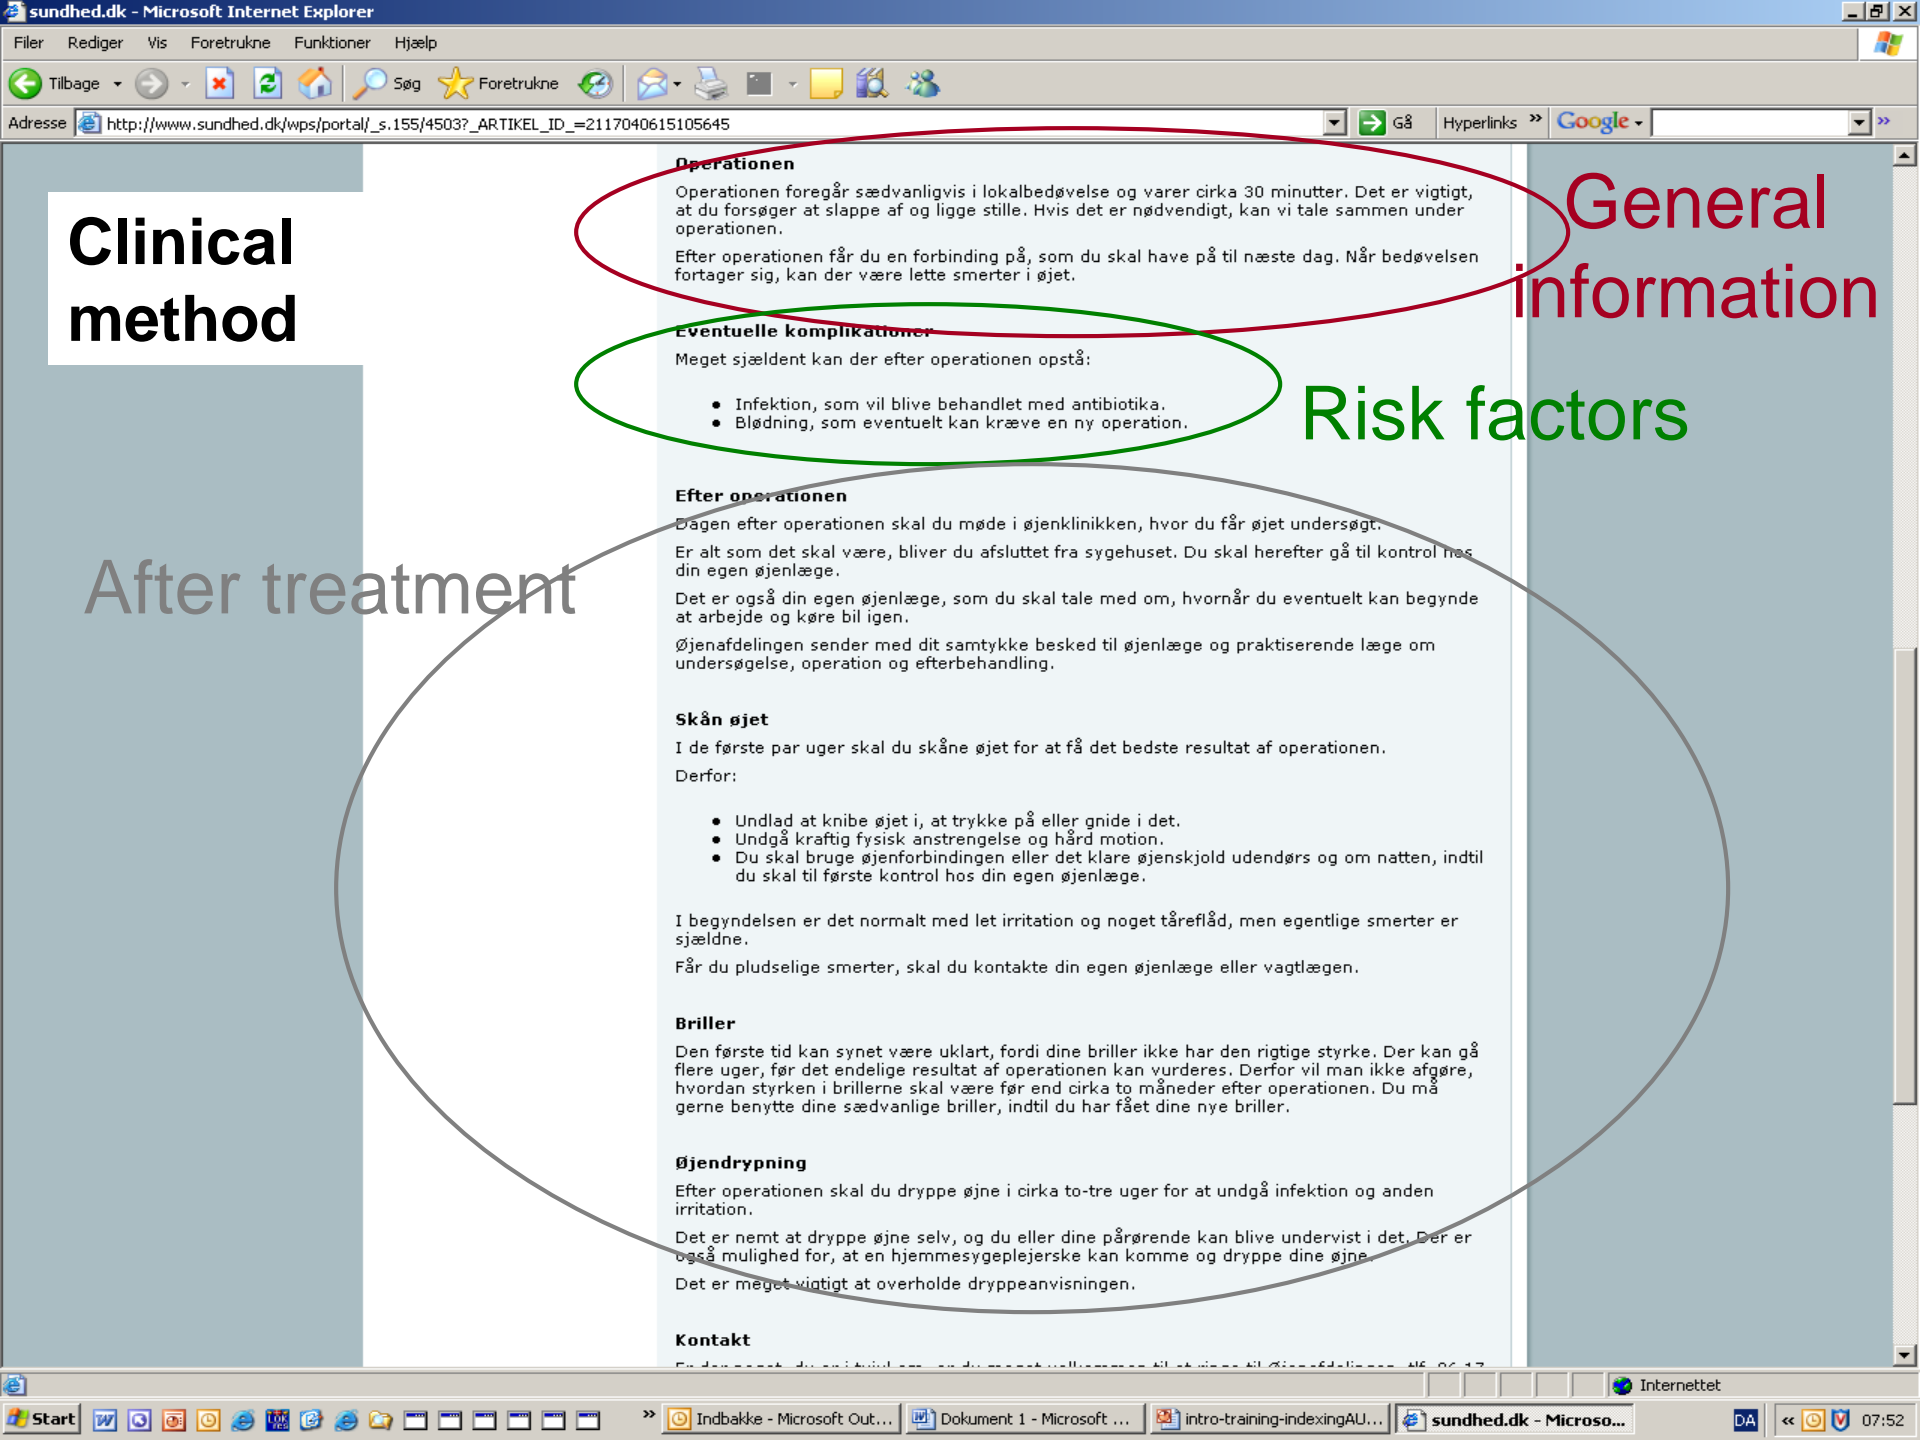 sundhed.dk - Microsoft Internet Explorer
Filer Rediger Vis Foretrukne Funktioner Hjælp
Tilbage Søg Foretrukne
Adresse http://www.sundhed.dk/wps/portal/_s.155/4503?_ARTIKEL_ID_=2117040615105645 Gå Hyperlinks » Google »
Clinical
method
General
information
Risk factors
After treatment
Operationen
Operationen foregår sædvanligvis i lokalbedøvelse og varer cirka 30 minutter. Det er vigtigt,
at du forsøger at slappe af og ligge stille. Hvis det er nødvendigt, kan vi tale sammen under
operationen.
Efter operationen får du en forbinding på, som du skal have på til næste dag. Når bedøvelsen
fortager sig, kan der være lette smerter i øjet.
Eventuelle komplikationer
Meget sjældent kan der efter operationen opstå:
● Infektion, som vil blive behandlet med antibiotika.
● Blødning, som eventuelt kan kræve en ny operation.
Efter operationen
Dagen efter operationen skal du møde i øjenklinikken, hvor du får øjet undersøgt.
Er alt som det skal være, bliver du afsluttet fra sygehuset. Du skal herefter gå til kontrol hos
din egen øjenlæge.
Det er også din egen øjenlæge, som du skal tale med om, hvornår du eventuelt kan begynde
at arbejde og køre bil igen.
Øjenafdelingen sender med dit samtykke besked til øjenlæge og praktiserende læge om
undersøgelse, operation og efterbehandling.
Skån øjet
I de første par uger skal du skåne øjet for at få det bedste resultat af operationen.
Derfor:
● Undlad at knibe øjet i, at trykke på eller gnide i det.
● Undgå kraftig fysisk anstrengelse og hård motion.
● Du skal bruge øjenforbindingen eller det klare øjenskjold udendørs og om natten, indtil
du skal til første kontrol hos din egen øjenlæge.
I begyndelsen er det normalt med let irritation og noget tåreflåd, men egentlige smerter er
sjældne.
Får du pludselige smerter, skal du kontakte din egen øjenlæge eller vagtlægen.
Briller
Den første tid kan synet være uklart, fordi dine briller ikke har den rigtige styrke. Der kan gå
flere uger, før det endelige resultat af operationen kan vurderes. Derfor vil man ikke afgøre,
hvordan styrken i brillerne skal være før end cirka to måneder efter operationen. Du må
gerne benytte dine sædvanlige briller, indtil du har fået dine nye briller.
Øjendrypning
Efter operationen skal du dryppe øjne i cirka to-tre uger for at undgå infektion og anden
irritation.
Det er nemt at dryppe øjne selv, og du eller dine pårørende kan blive undervist i det. Der er
også mulighed for, at en hjemmesygeplejerske kan komme og dryppe dine øjne.
Det er meget vigtigt at overholde dryppeanvisningen.
Kontakt
Internettet
Start » Indbakke - Microsoft Out... Dokument 1 - Microsoft ... intro-training-indexingAU... sundhed.dk - Microso... DA « 07:52